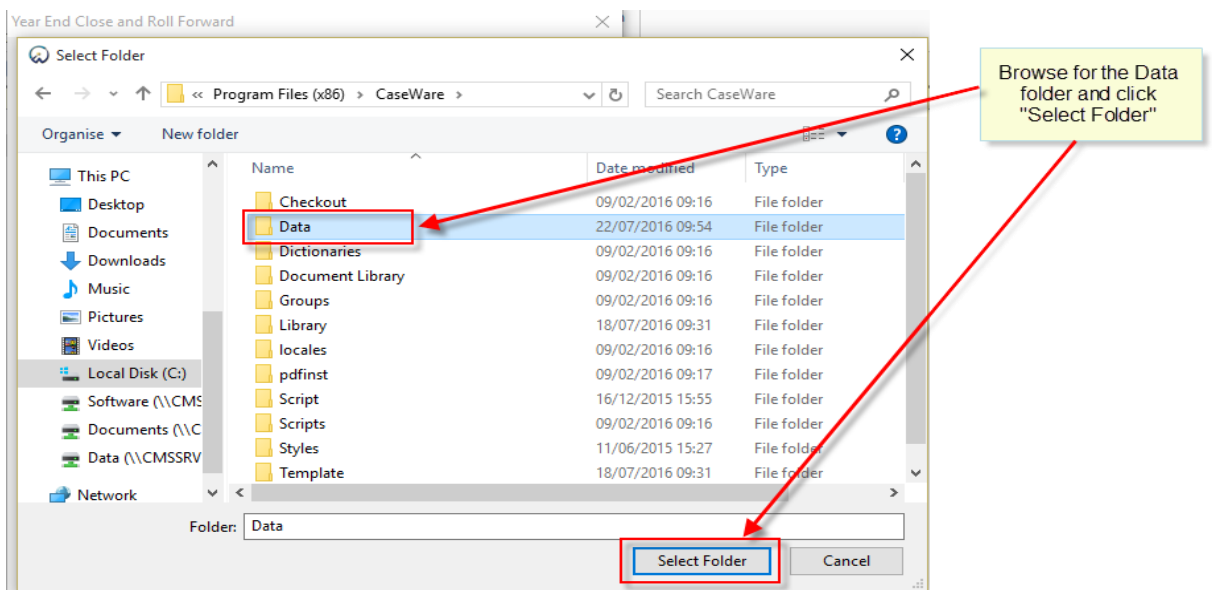 Year End Close and Roll Forward
Select Folder
« Program Files (x86) › CaseWare ›
Search CaseWare
Organise
New folder
Name
Date modified
Type
This PC
Desktop
Documents
Downloads
Music
Pictures
Videos
Local Disk (C:)
Software (\\CMS
Documents (\\C
Data (\\CMSSRV
Network
Checkout 09/02/2016 09:16 File folder
Data 22/07/2016 09:54 File folder
Dictionaries 09/02/2016 09:16 File folder
Document Library 09/02/2016 09:16 File folder
Groups 09/02/2016 09:16 File folder
Library 18/07/2016 09:31 File folder
locales 09/02/2016 09:16 File folder
pdfinst 09/02/2016 09:17 File folder
Script 16/12/2015 15:55 File folder
Scripts 09/02/2016 09:16 File folder
Styles 11/06/2015 15:27 File folder
Template 18/07/2016 09:31 File folder
Folder: Data
Select Folder
Cancel
Browse for the Data
folder and click
"Select Folder"